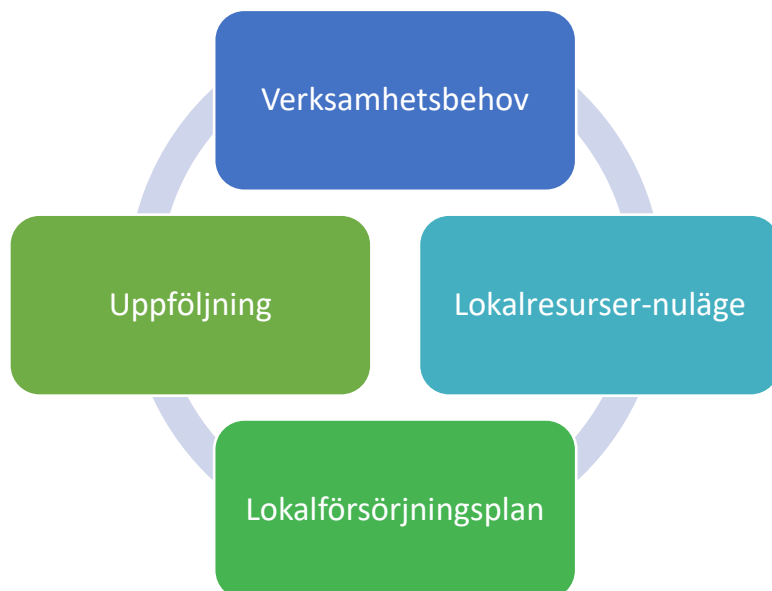 Verksamhetsbehov
Uppföljning
Lokalresurser-nuläge
Lokalförsörjningsplan